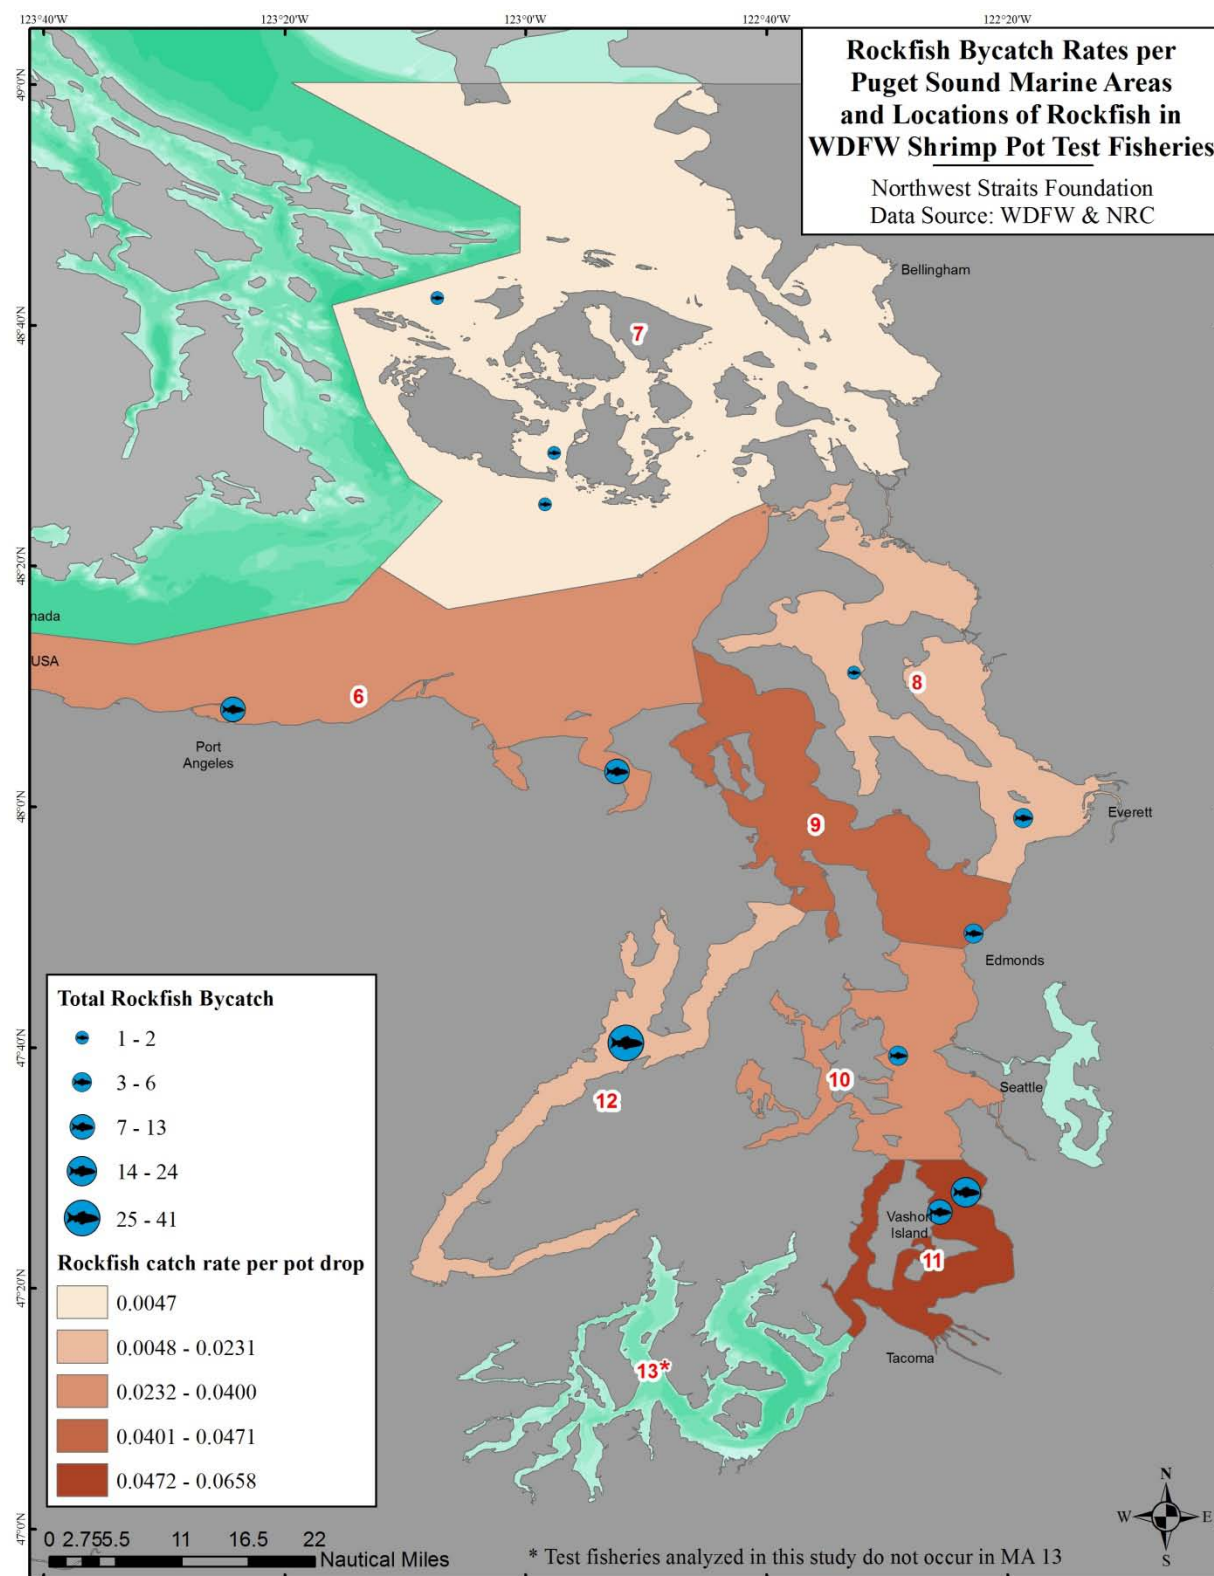 123°40'W 123°20'W 123°0'W 122°40'W 122°20'W
Rockfish Bycatch Rates per
Puget Sound Marine Areas
and Locations of Rockfish in
WDFW Shrimp Pot Test Fisheries
Northwest Straits Foundation
Data Source: WDFW & NRC
49°0'N
Bellingham
48°40'N
7
48°20'N
nada
USA
6
8
Port
Angeles
48°0'N
9
Everett
Edmonds
Total Rockfish Bycatch
1 - 2
3 - 6
7 - 13
14 - 24
25 - 41
Rockfish catch rate per pot drop
0.0047
0.0048 - 0.0231
0.0232 - 0.0400
0.0401 - 0.0471
0.0472 - 0.0658
47°40'N
12
10
Seattle
Vashon
Island
11
47°20'N
Tacoma
13*
47°0'N
N
W E
S
0 2.75 5.5 11 16.5 22
Nautical Miles
* Test fisheries analyzed in this study do not occur in MA 13